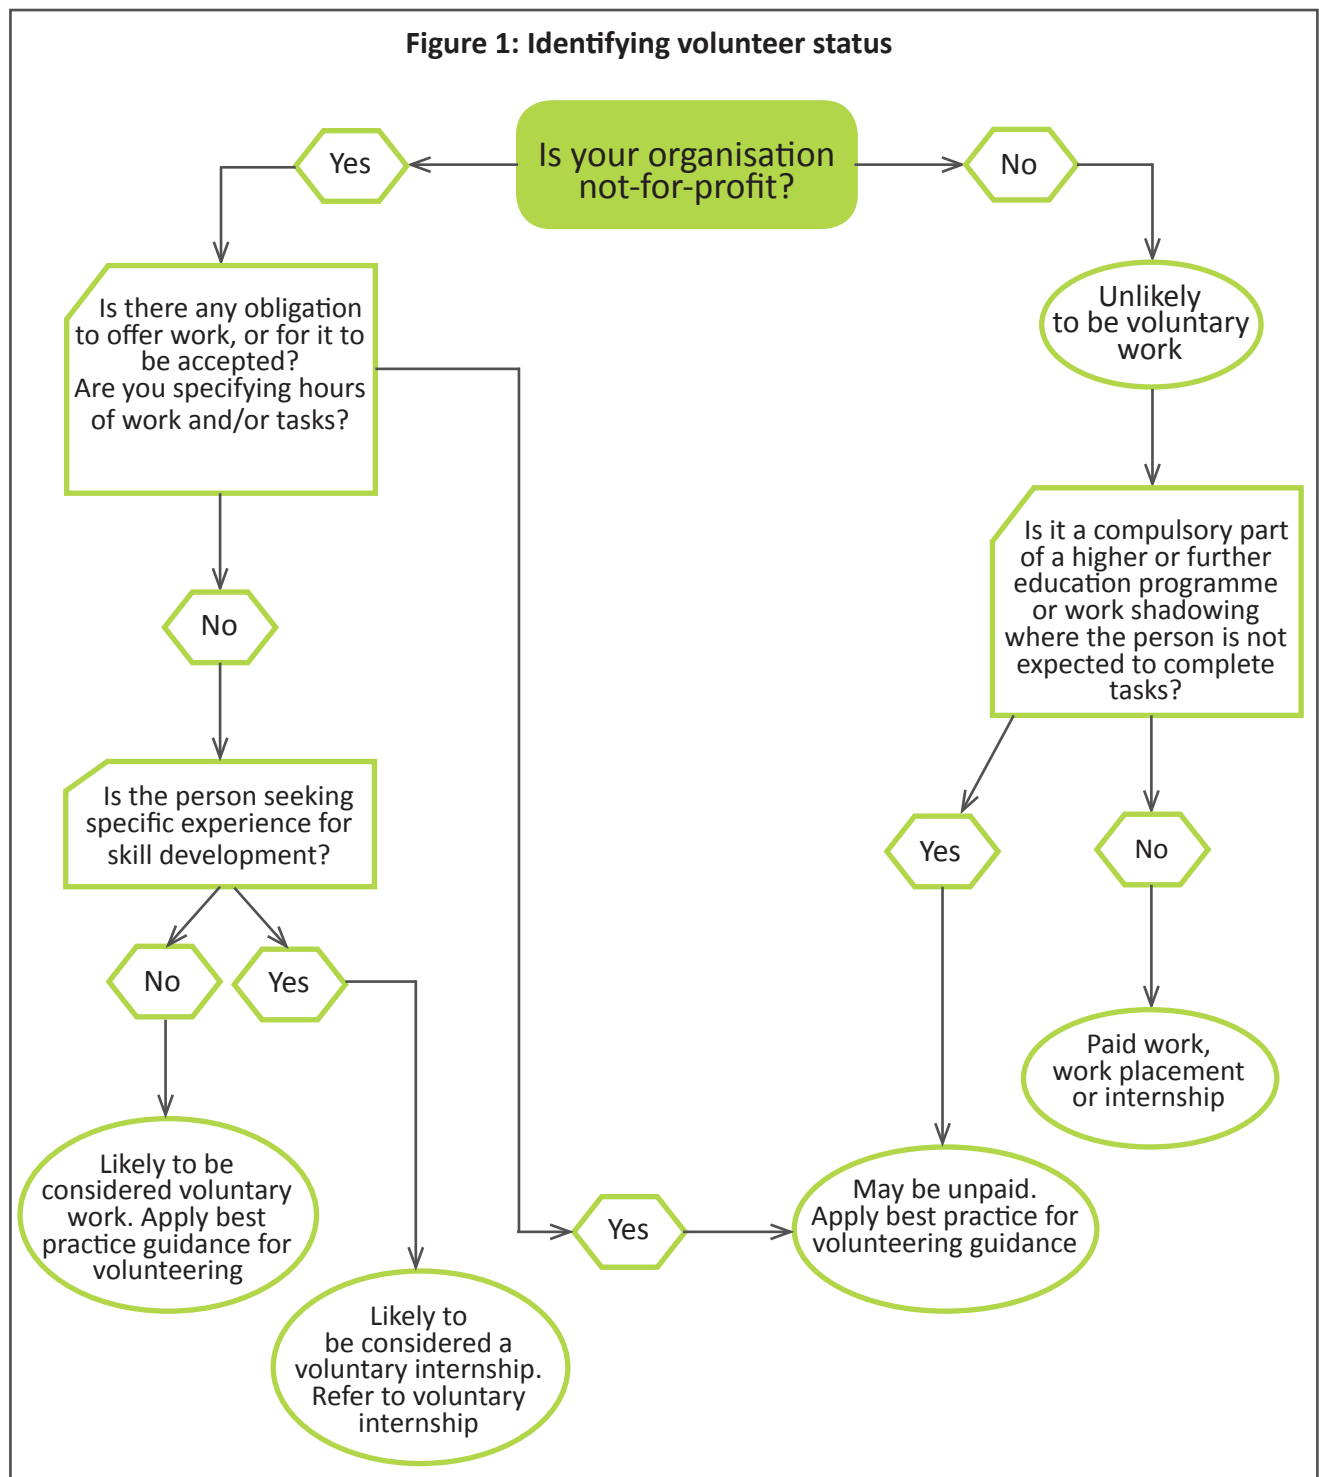 Figure 1: Identifying volunteer status
Is your organisation
not-for-profit?
Yes
No
Is there any obligation
to offer work, or for it to
be accepted?
Are you specifying hours
of work and/or tasks?
Unlikely
to be voluntary
work
Is it a compulsory part
of a higher or further
education programme
or work shadowing
where the person is not
expected to complete
tasks?
No
Is the person seeking
specific experience for
skill development?
Yes
No
No
Yes
Paid work,
work placement
or internship
Likely to be
considered voluntary
work. Apply best
practice guidance for
volunteering
Yes
May be unpaid.
Apply best practice for
volunteering guidance
Likely to
be considered a
voluntary internship.
Refer to voluntary
internship